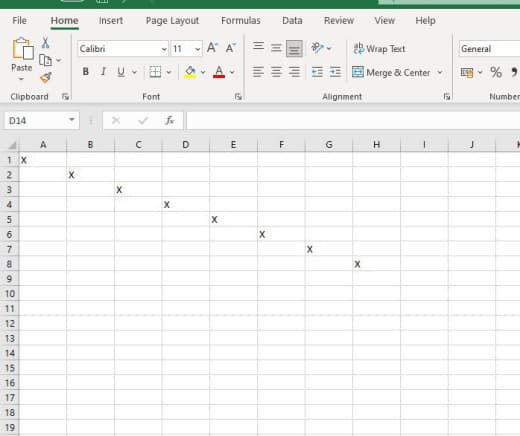 File Home Insert Page Layout Formulas Data Review View Help
Calibri 11 A A ab Wrap Text General
Paste B I U A Merge & Center %
Clipboard Font Alignment Number
D14 fx
A B C D E F G H I J K
1 X
2 X
3 X
4 X
5 X
6 X
7 X
8 X
9
10
11
12
13
14
15
16
17
18
19